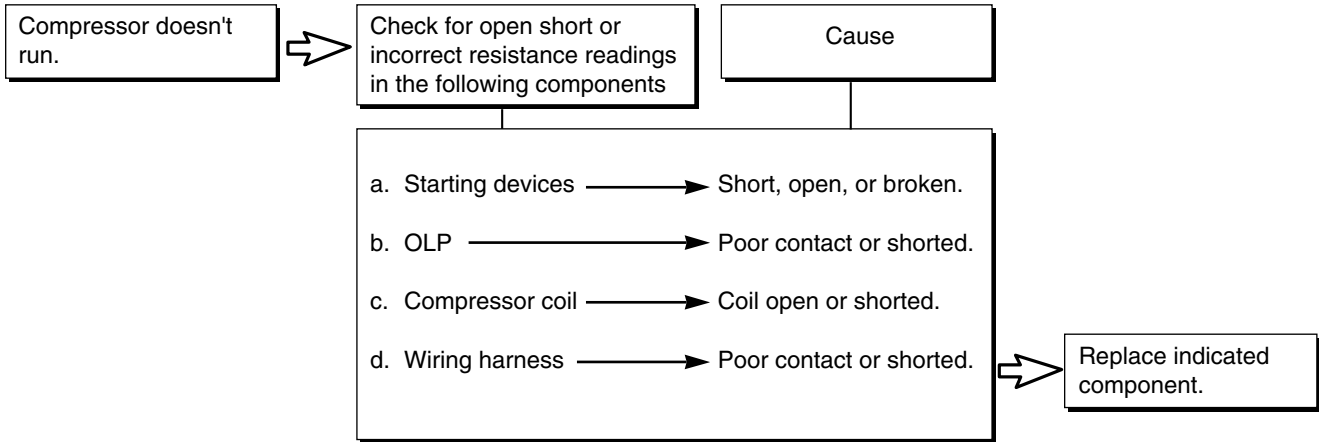 Compressor doesn't
run.
Check for open short or
incorrect resistance readings
in the following components
Cause
a. Starting devices Short, open, or broken.
b. OLP Poor contact or shorted.
c. Compressor coil Coil open or shorted.
d. Wiring harness Poor contact or shorted.
Replace indicated
component.